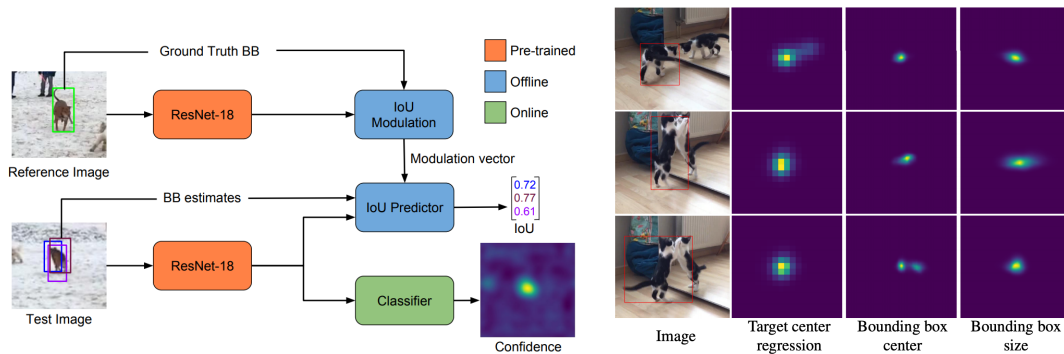 Ground Truth BB
Pre-trained
Offline
Online
ResNet-18
IoU
Modulation
Reference Image
Modulation vector
BB estimates
IoU Predictor
0.72
0.77
0.61
IoU
ResNet-18
Classifier
Test Image
Confidence
Image
Target center
regression
Bounding box
center
Bounding box
size